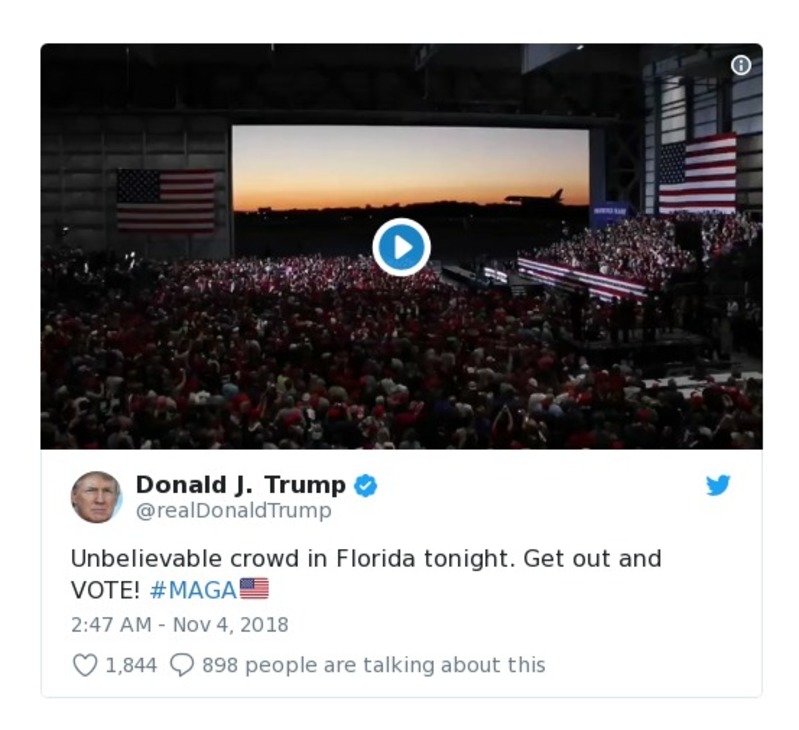 Donald J. Trump
@realDonaldTrump
Unbelievable crowd in Florida tonight. Get out and
VOTE! #MAGA🇺🇸
2:47 AM - Nov 4, 2018
1,844 898 people are talking about this